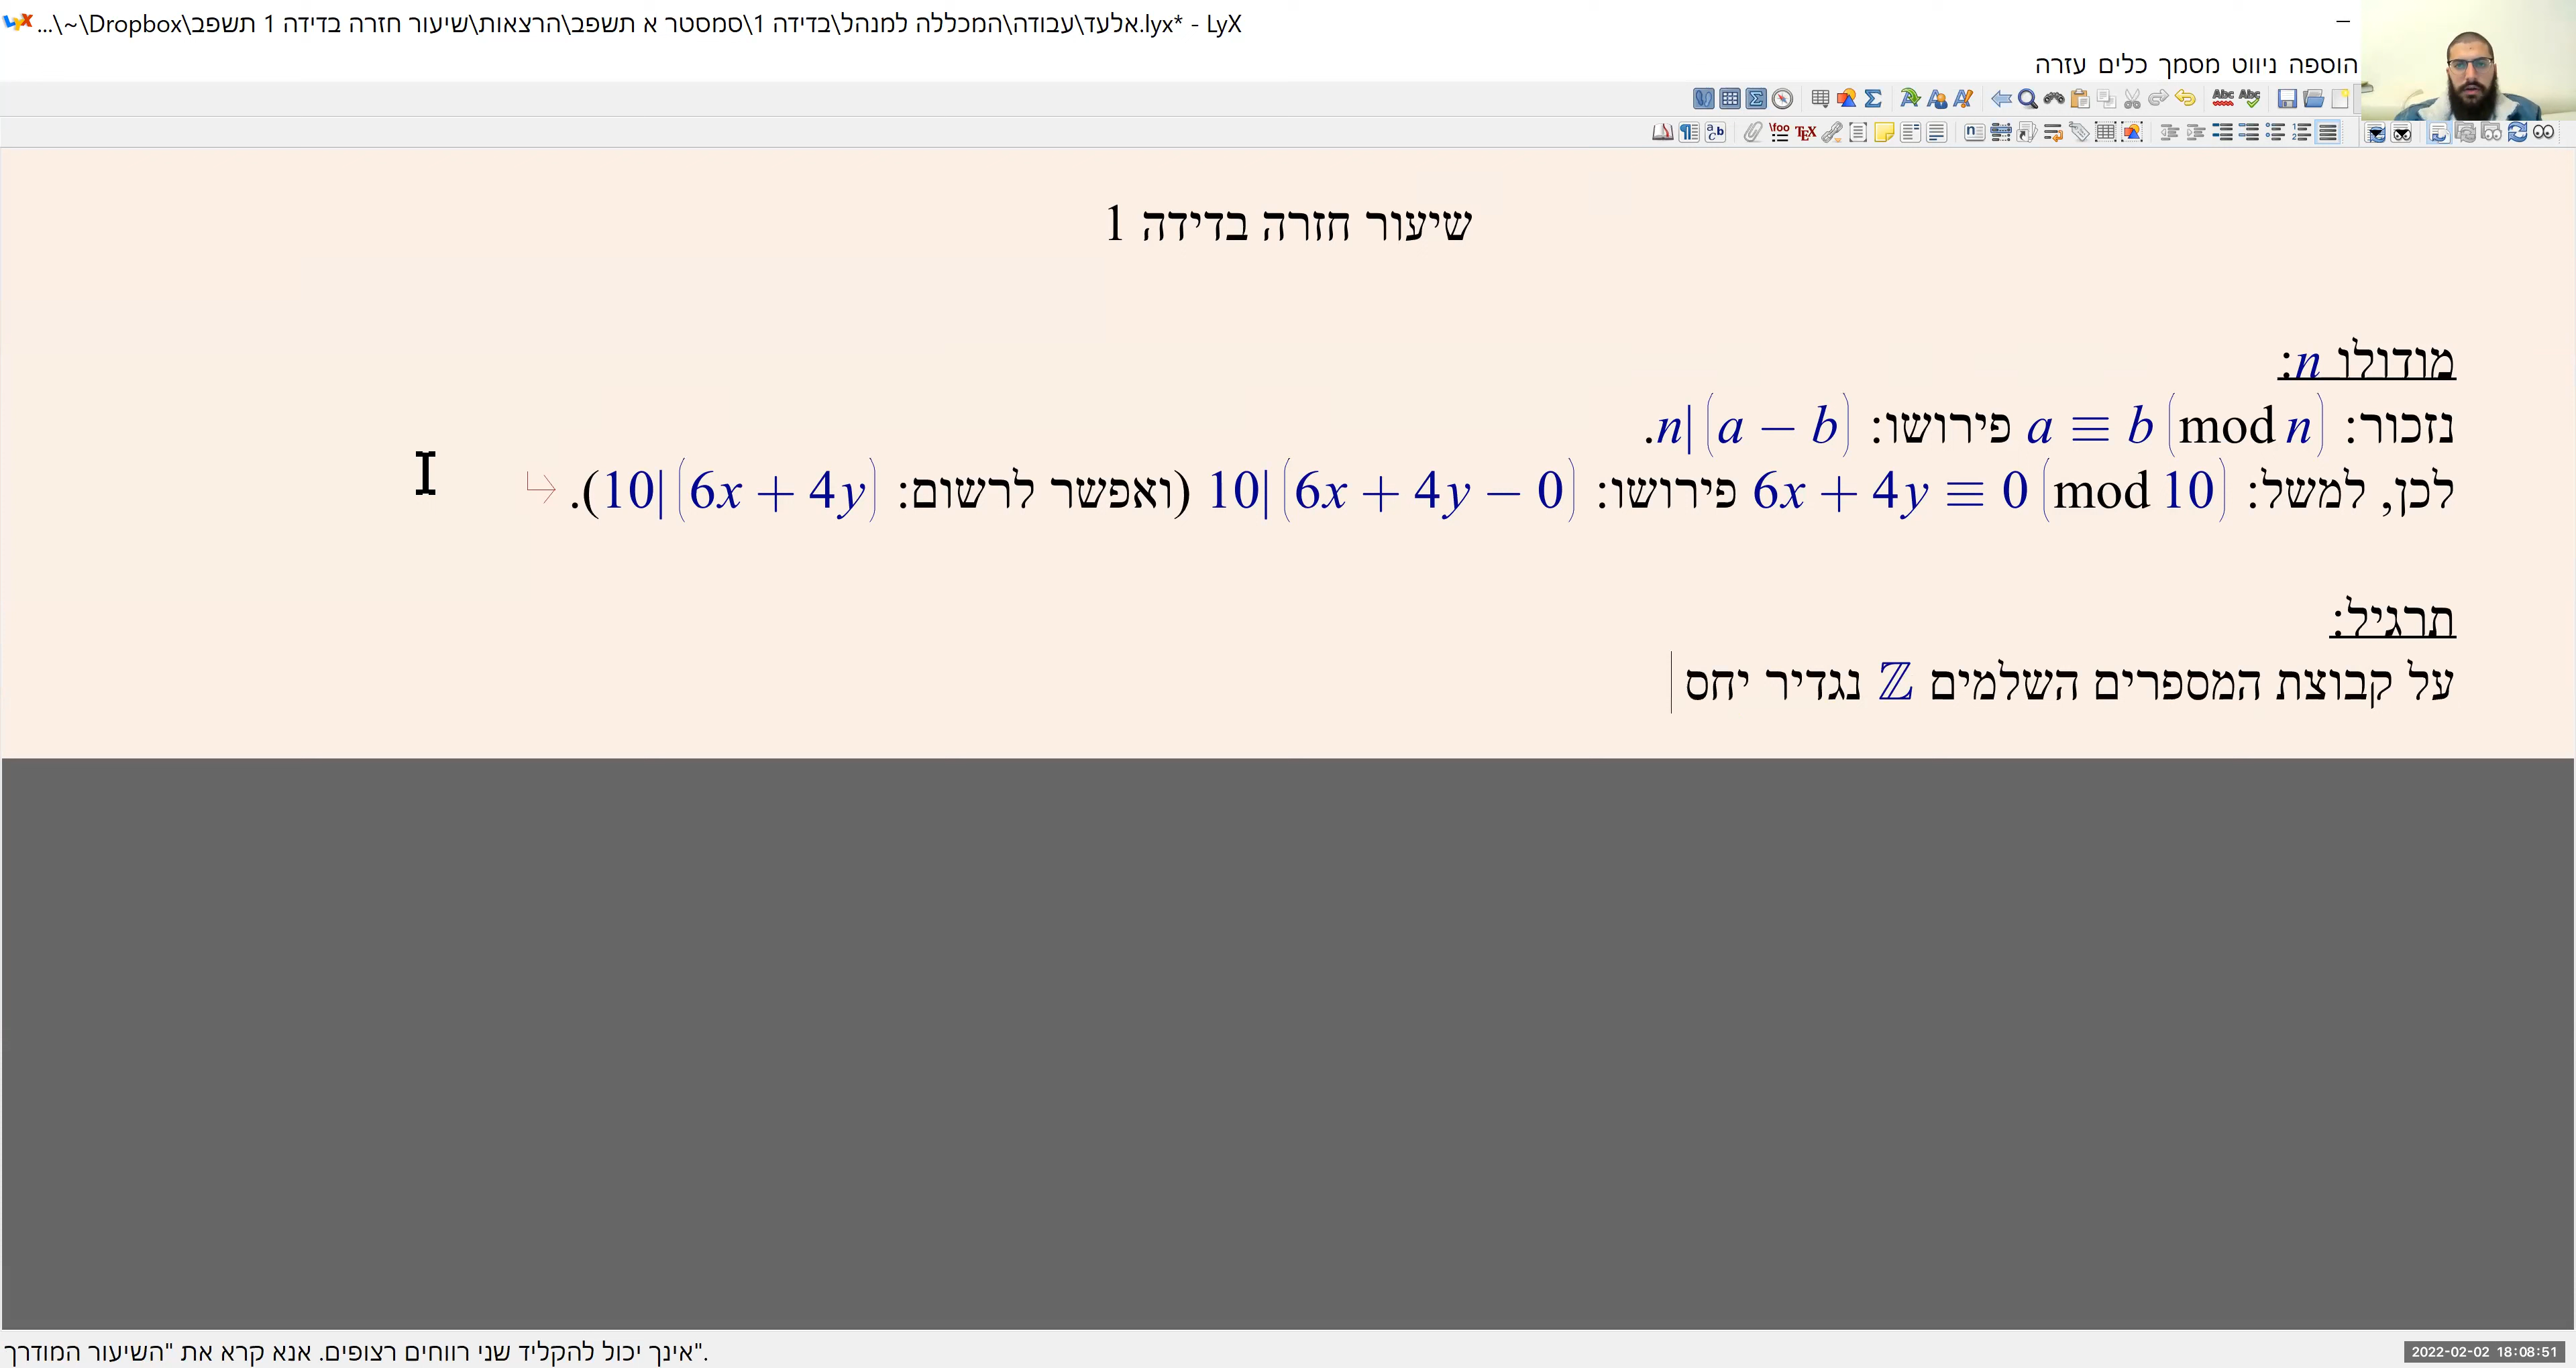 ...\~\Dropbox\אלעד\עבודה\המכללה למנהל\בדידה 1\סמסטר א תשפב\הרצאות\שיעור חזרה בדידה 1 תשפב.lyx* - LyX
הוספה ניווט מסמך כלים עזרה
שיעור חזרה בדידה 1
מודולו n:
נזכור: a ≡ b (mod n) פירושו: n| (a − b).
לכן, למשל: 6x + 4y ≡ 0 (mod 10) פירושו: 10| (6x + 4y − 0) (ואפשר לרשום: 10| (6x + 4y)).
תרגיל:
על קבוצת המספרים השלמים ℤ נגדיר יחס
אינך יכול להקליד שני רווחים רצופים. אנא קרא את "השיעור המודרך".
2022-02-02 18:08:51